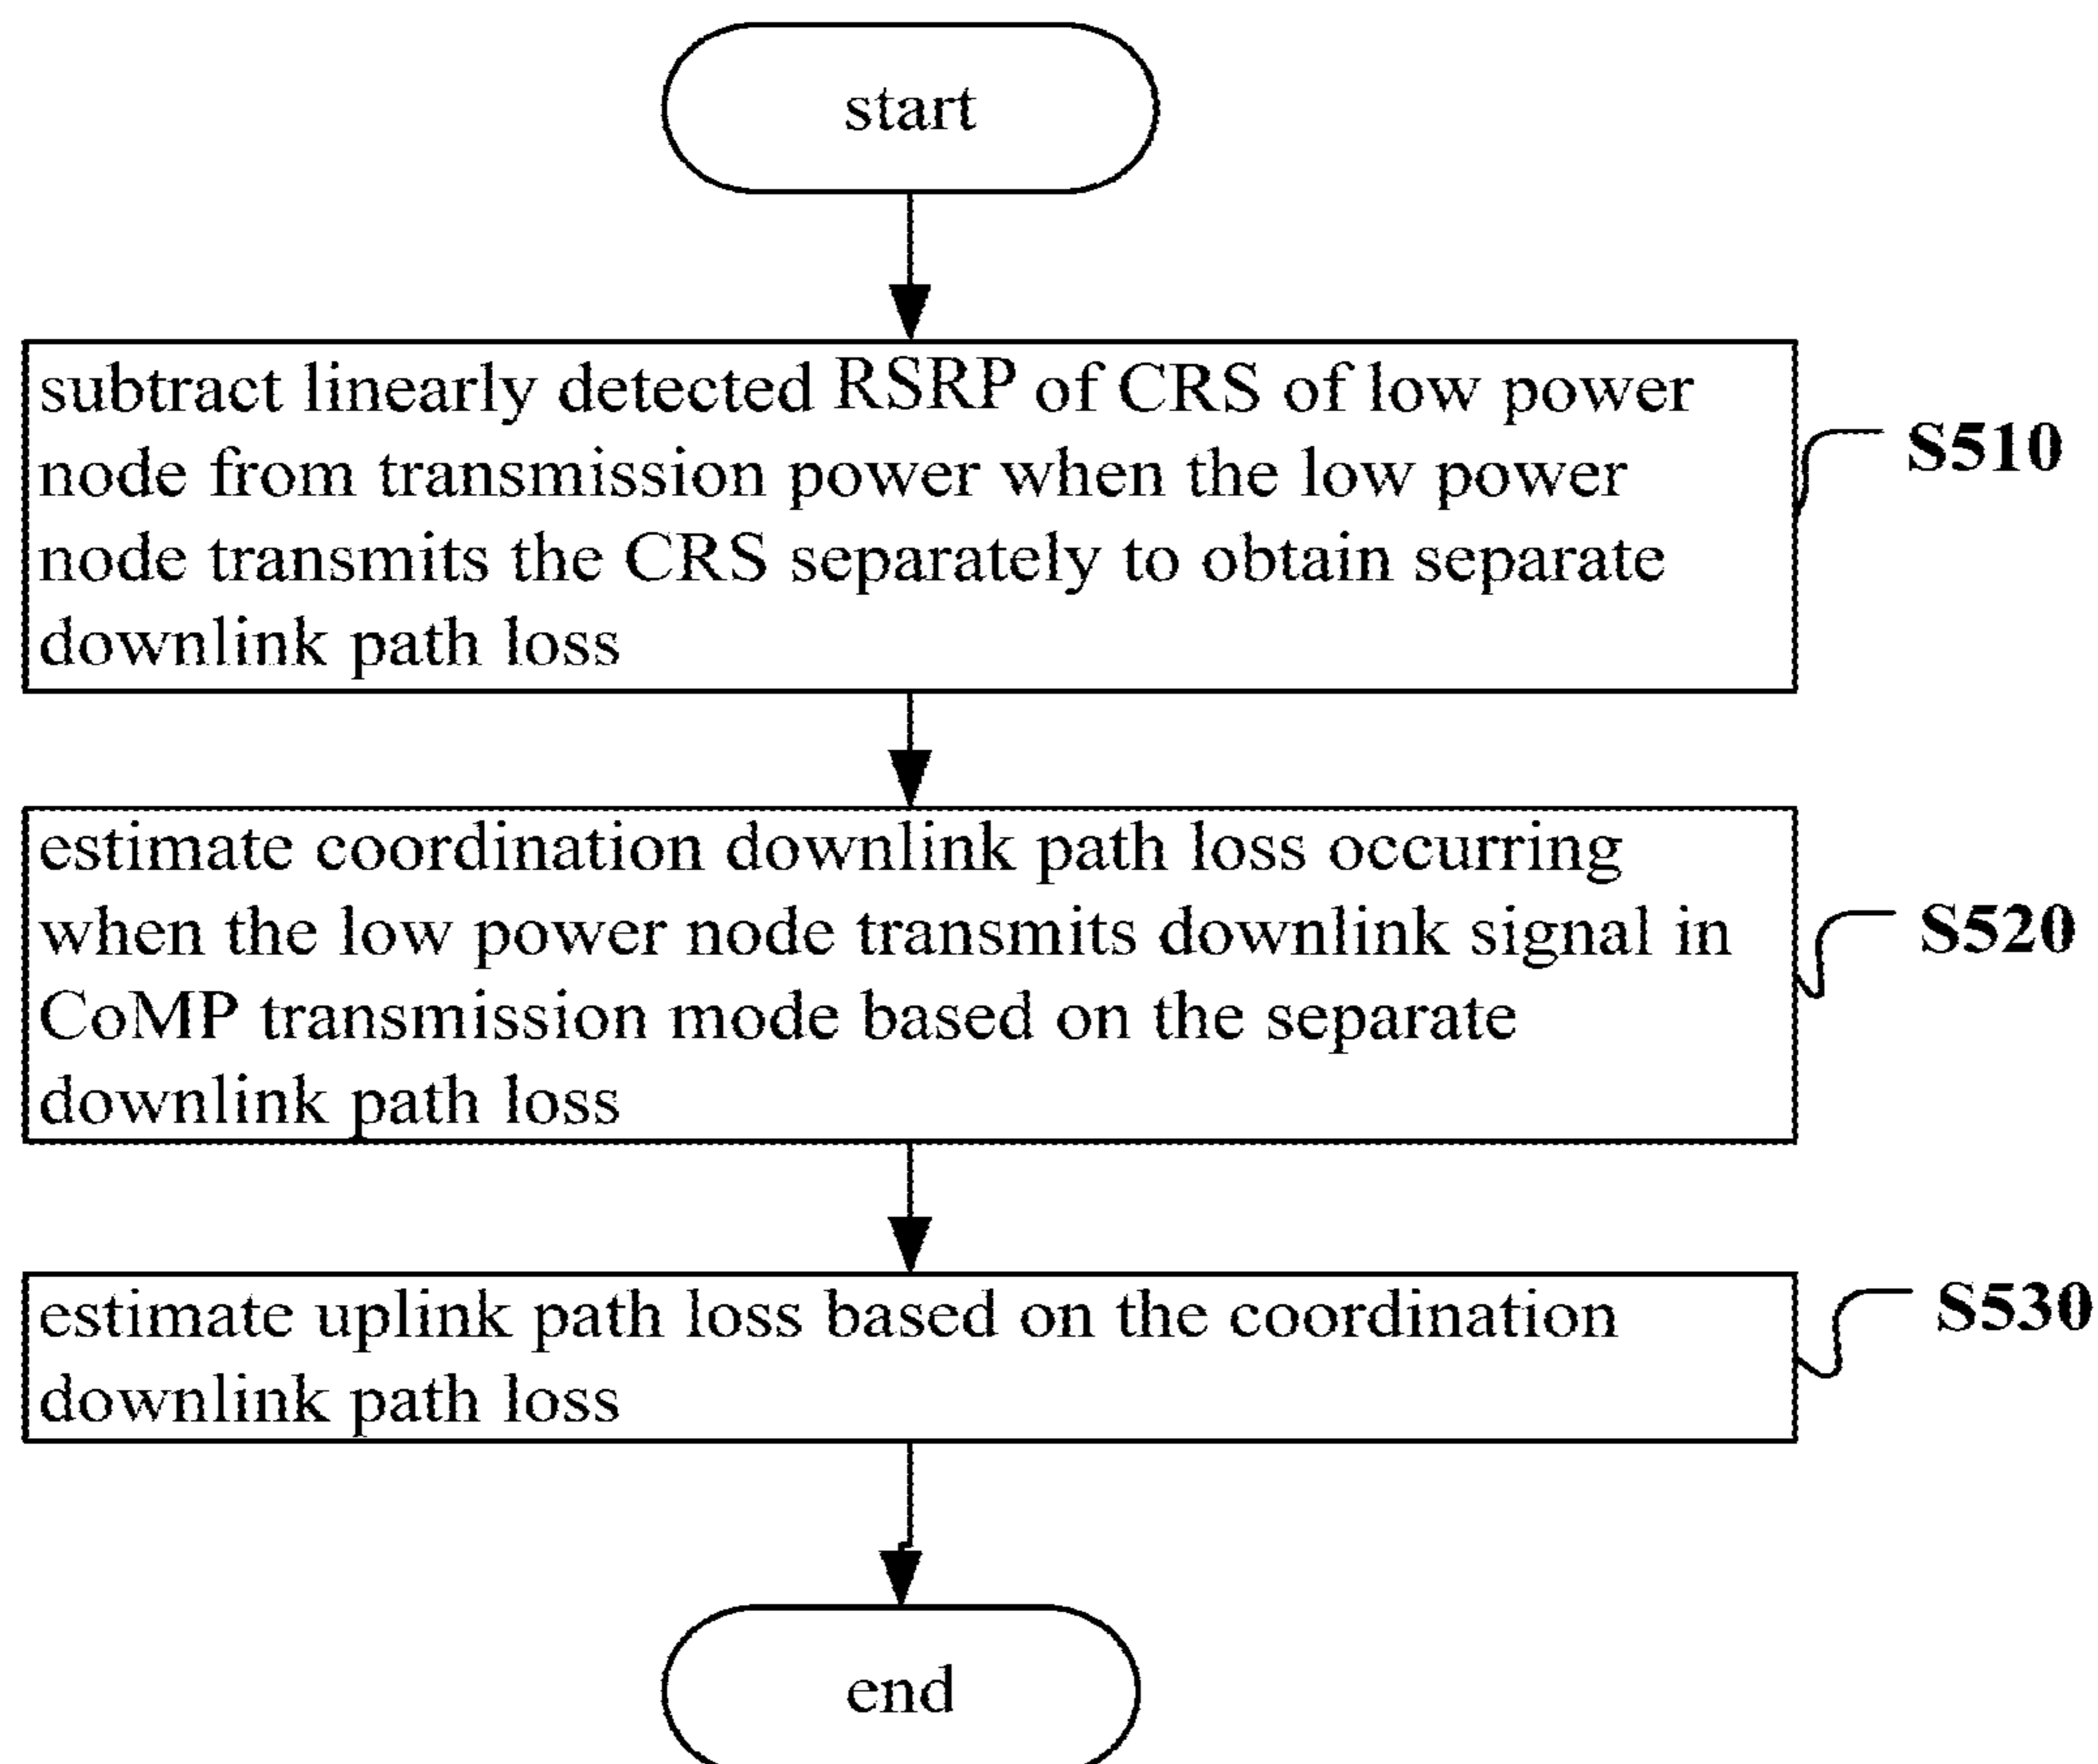 start
subtract linearly detected RSRP of CRS of low power
node from transmission power when the low power
node transmits the CRS separately to obtain separate
downlink path loss
S510
estimate coordination downlink path loss occurring
when the low power node transmits downlink signal in
CoMP transmission mode based on the separate
downlink path loss
S520
estimate uplink path loss based on the coordination
downlink path loss
S530
end